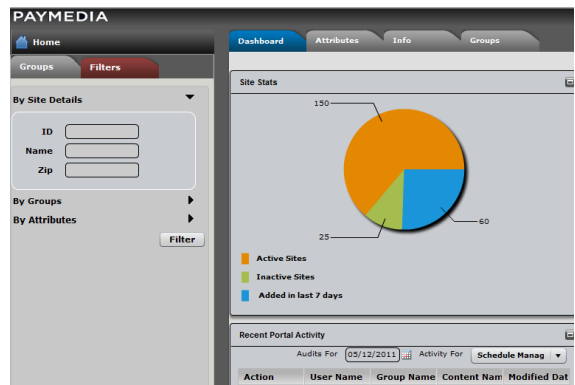 PAYMEDIA
Home
Groups Filters
By Site Details
ID
Name
Zip
By Groups
By Attributes
Filter
Dashboard Attributes Info Groups
Site Stats
150
60
25
Active Sites
Inactive Sites
Added in last 7 days
Recent Portal Activity
Audits For 05/12/2011 Activity For Schedule Manag
Action User Name Group Name Content Nam Modified Dat